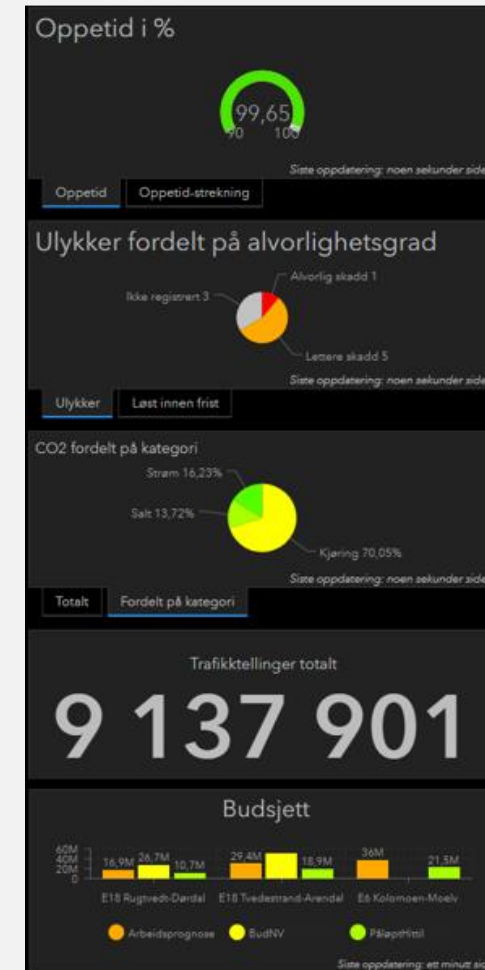 Oppetid i %
99,65
90 100
Siste oppdatering: noen sekunder side
Oppetid Oppetid-strekning
Ulykker fordelt på alvorlighetsgrad
Alvorlig skadd 1
Ikke registrert 3
Lettere skadd 5
Siste oppdatering: noen sekunder side
Ulykker Løst innen frist
CO2 fordelt på kategori
Strøm 16,23%
Salt 13,72%
Kjøring 70,05%
Siste oppdatering: noen sekunder side
Totalt Fordelt på kategori
Trafikktellinger totalt
9 137 901
Budsjett
60M
40M
20M
0
16,9M 26,7M 10,7M 29,4M 18,9M 36M 21,5M
E18 Rugtvedt-Dørdal E18 Tvedestrand-Arendal E6 Kolomoen-Moelv
Arbeidsprognose BudNV PåløptHittil
Siste oppdatering: ett minutt sid